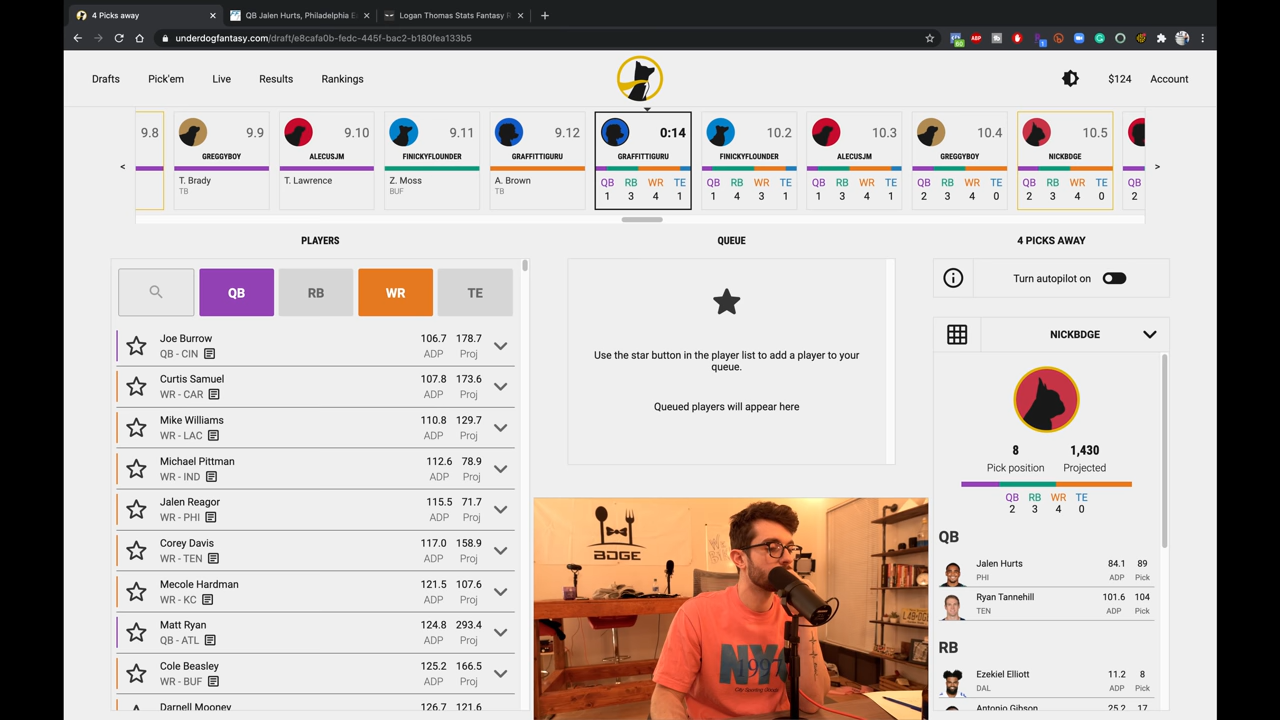 4 Picks away
QB Jalen Hurts, Philadelphia E
Logan Thomas Stats Fantasy R
underdogfantasy.com/draft/e8cafa0b-fedc-445f-bac2-b180fea133b5
Drafts
Pick'em
Live
Results
Rankings
$124
Account
9.8
9.9
GREGGYBOY
T. Brady
TB
9.10
ALECUSJM
T. Lawrence
9.11
FINICKYFLOUNDER
Z. Moss
BUF
9.12
GRAFFITTIGURU
A. Brown
TB
0:14
GRAFFITTIGURU
QB RB WR TE
1 3 4 1
10.2
FINICKYFLOUNDER
QB RB WR TE
1 4 3 1
10.3
ALECUSJM
QB RB WR TE
1 3 4 1
10.4
GREGGYBOY
QB RB WR TE
2 3 4 0
10.5
NICKBDGE
QB RB WR TE
2 3 4 0
QB
2
<
>
PLAYERS
QB
RB
WR
TE
Joe Burrow
QB - CIN
106.7 178.7
ADP Proj
Curtis Samuel
WR - CAR
107.8 173.6
ADP Proj
Mike Williams
WR - LAC
110.8 129.7
ADP Proj
Michael Pittman
WR - IND
112.6 78.9
ADP Proj
Jalen Reagor
WR - PHI
115.5 71.7
ADP Proj
Corey Davis
WR - TEN
117.0 158.9
ADP Proj
Mecole Hardman
WR - KC
121.5 107.6
ADP Proj
Matt Ryan
QB - ATL
124.8 293.4
ADP Proj
Cole Beasley
WR - BUF
125.2 166.5
ADP Proj
Darnell Mooney
126.7 121.6
QUEUE
Use the star button in the player list to add a player to your
queue.
Queued players will appear here
BDGE
NY
1997
4 PICKS AWAY
Turn autopilot on
NICKBDGE
8
Pick position
1,430
Projected
QB RB WR TE
2 3 4 0
QB
Jalen Hurts
PHI
84.1 89
ADP Pick
Ryan Tannehill
TEN
101.6 104
ADP Pick
RB
Ezekiel Elliott
DAL
11.2 8
ADP Pick
Antonio Gibson
25.2 17